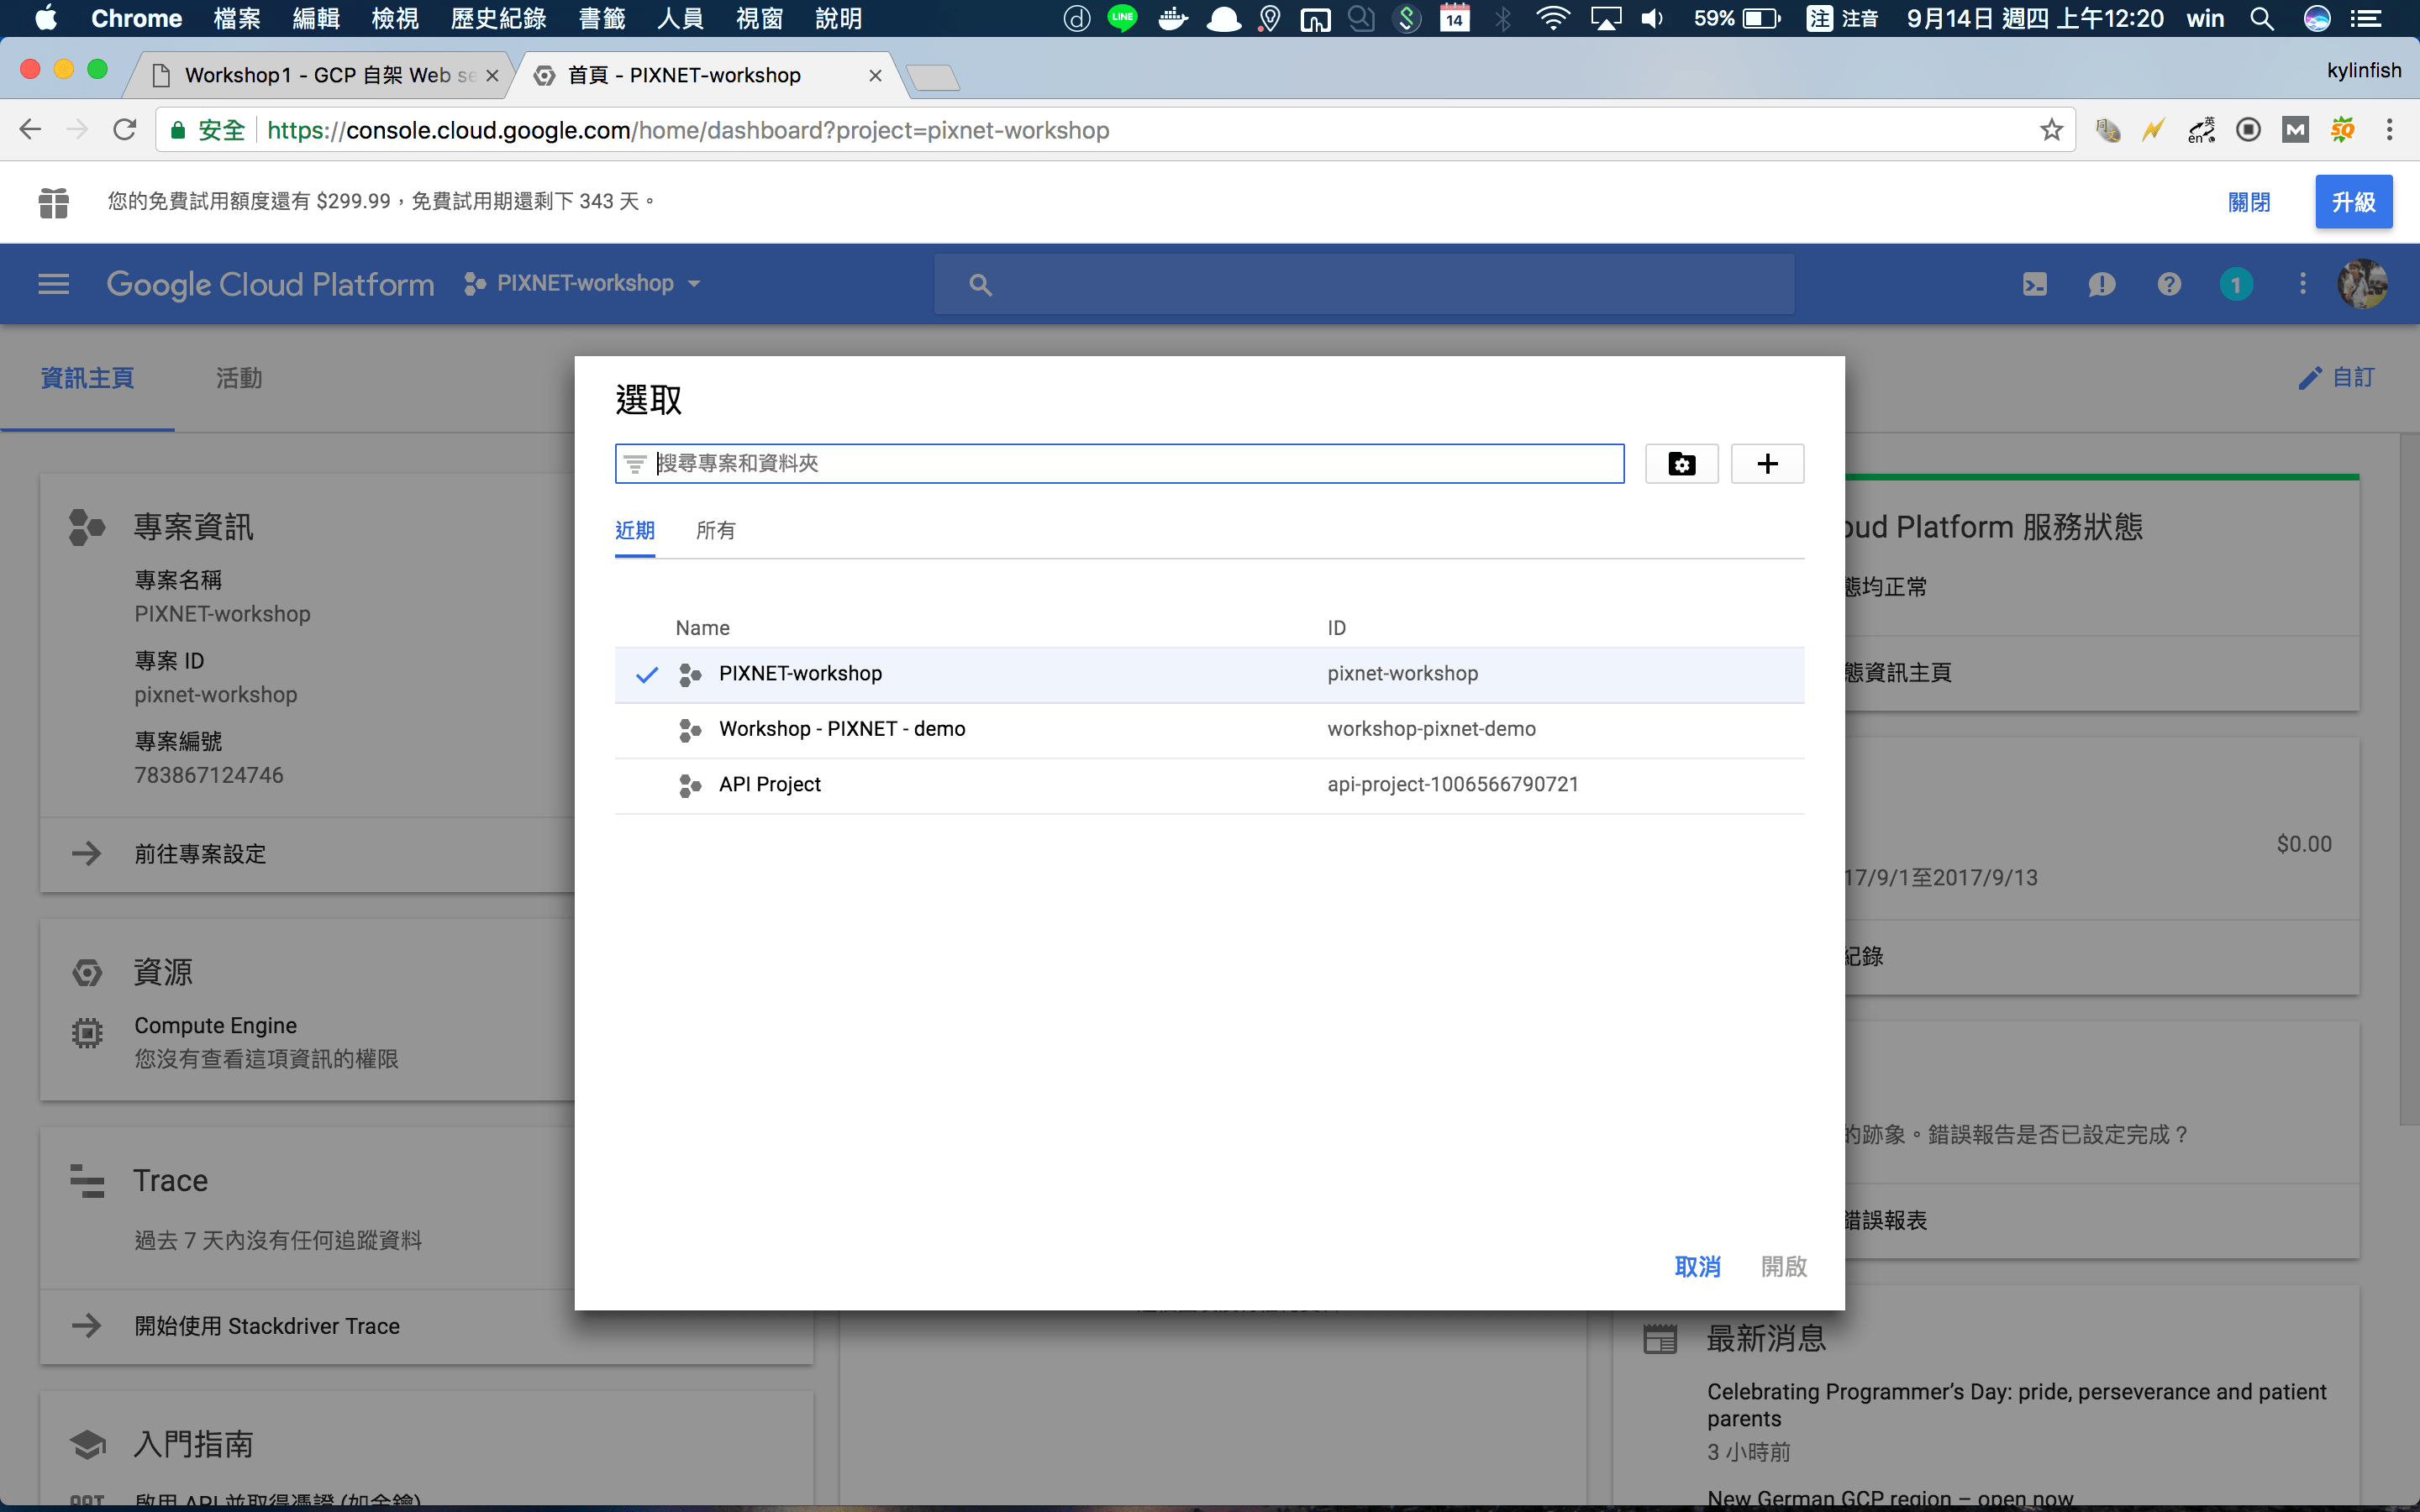 Chrome 檔案 編輯 檢視 歷史紀錄 書籤 人員 視窗 說明 LINE 14 59% 注 注音 9月14日 週四 上午12:20 win
Workshop1 - GCP 自架 Web se 首頁 - PIXNET-workshop kylinfish
安全 https://console.cloud.google.com/home/dashboard?project=pixnet-workshop
您的免費試用額度還有 $299.99，免費試用期還剩下 343 天。 關閉 升級
Google Cloud Platform PIXNET-workshop 1
資訊主頁 活動 自訂
選取
搜尋專案和資料夾
近期 所有
Name ID
PIXNET-workshop pixnet-workshop
Workshop - PIXNET - demo workshop-pixnet-demo
API Project api-project-1006566790721
取消 開啟
專案資訊
專案名稱
PIXNET-workshop
專案 ID
pixnet-workshop
專案編號
783867124746
前往專案設定
資源
Compute Engine
您沒有查看這項資訊的權限
Trace
過去 7 天內沒有任何追蹤資料
開始使用 Stackdriver Trace
入門指南
啟用 API 並取得憑證 (如金鑰)
oud Platform 服務狀態
態均正常
態資訊主頁
$0.00
17/9/1至2017/9/13
紀錄
的跡象。錯誤報告是否已設定完成？
錯誤報表
最新消息
Celebrating Programmer’s Day: pride, perseverance and patient
parents
3 小時前
New German GCP region – open now